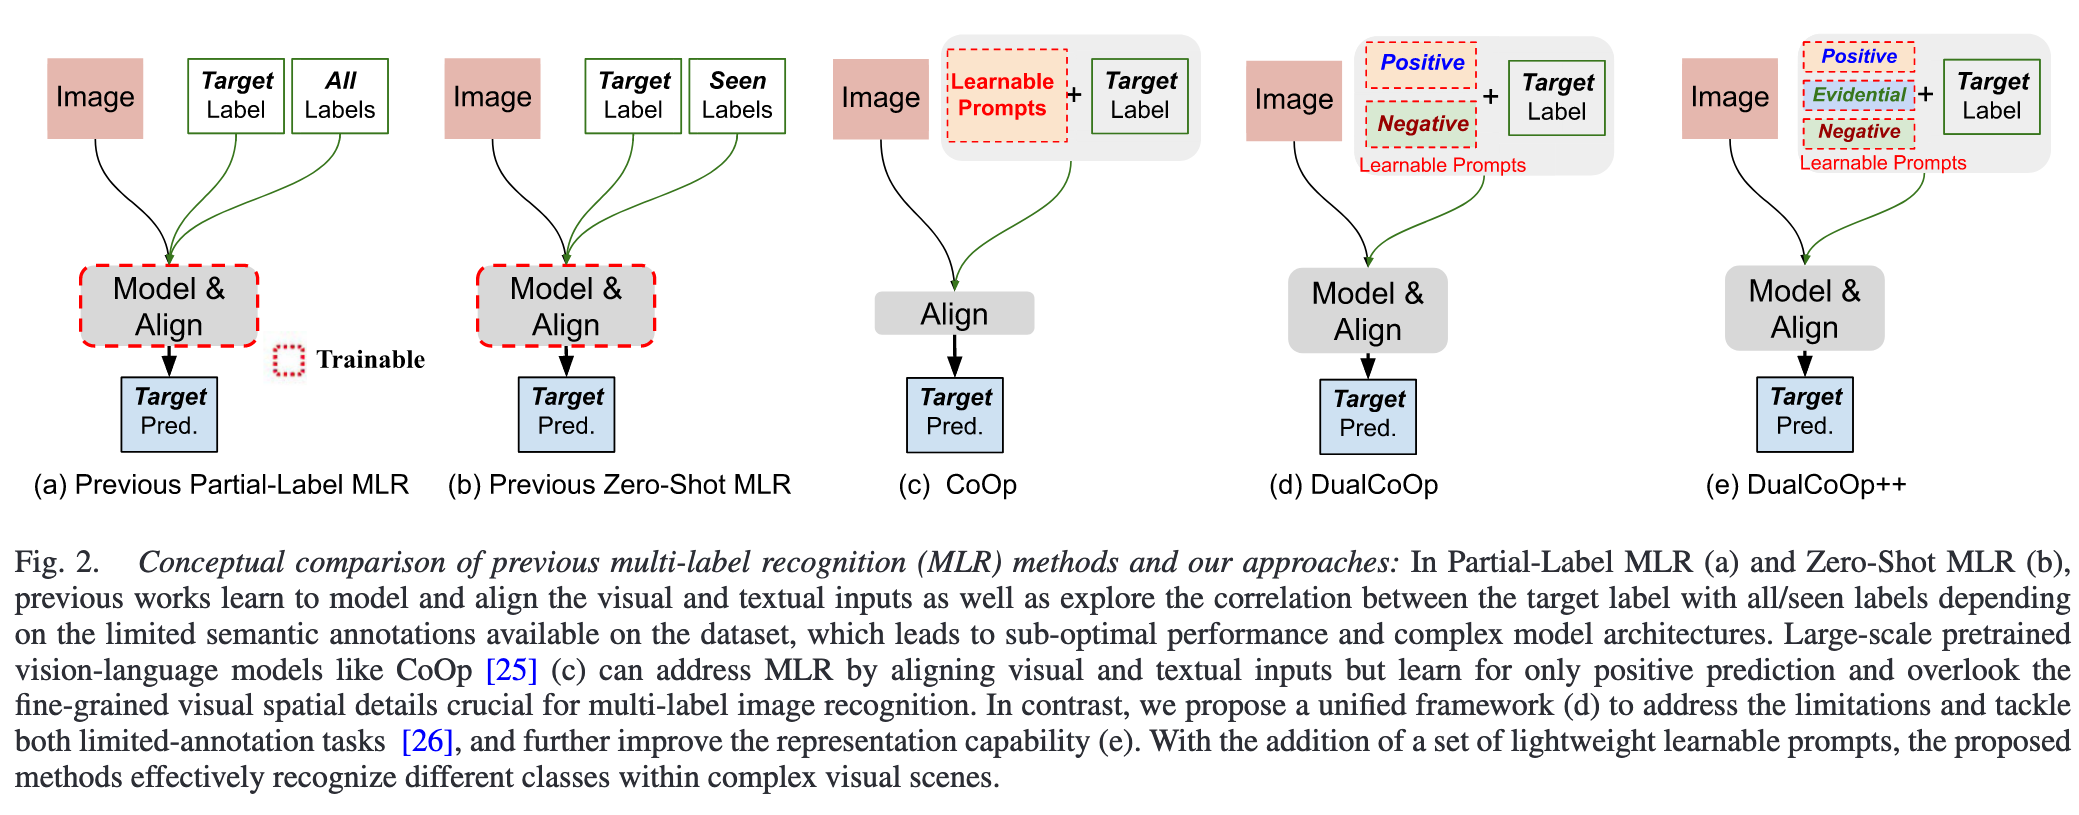 Image
Target
Label
All
Labels
Model &
Align
Target
Pred.
(a) Previous Partial-Label MLR
Trainable
Image
Target
Label
Seen
Labels
Model &
Align
Target
Pred.
(b) Previous Zero-Shot MLR
Image
Learnable
Prompts
+
Target
Label
Align
Target
Pred.
(c) CoOp
Image
Positive
Negative
Learnable Prompts
+
Target
Label
Model &
Align
Target
Pred.
(d) DualCoOp
Image
Positive
Evidential
Negative
Learnable Prompts
+
Target
Label
Model &
Align
Target
Pred.
(e) DualCoOp++
Fig. 2. Conceptual comparison of previous multi-label recognition (MLR) methods and our approaches: In Partial-Label MLR (a) and Zero-Shot MLR (b),
previous works learn to model and align the visual and textual inputs as well as explore the correlation between the target label with all/seen labels depending
on the limited semantic annotations available on the dataset, which leads to sub-optimal performance and complex model architectures. Large-scale pretrained
vision-language models like CoOp [25] (c) can address MLR by aligning visual and textual inputs but learn for only positive prediction and overlook the
fine-grained visual spatial details crucial for multi-label image recognition. In contrast, we propose a unified framework (d) to address the limitations and tackle
both limited-annotation tasks [26], and further improve the representation capability (e). With the addition of a set of lightweight learnable prompts, the proposed
methods effectively recognize different classes within complex visual scenes.